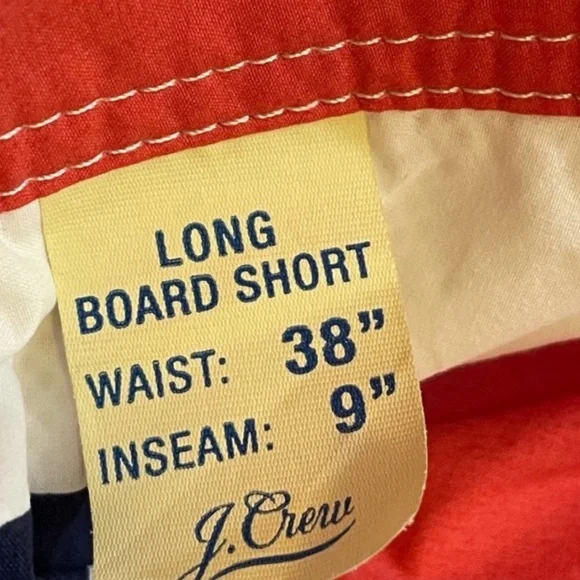 LONG
BOARD SHORT
WAIST: 38”
INSEAM: 9”
J. Crew